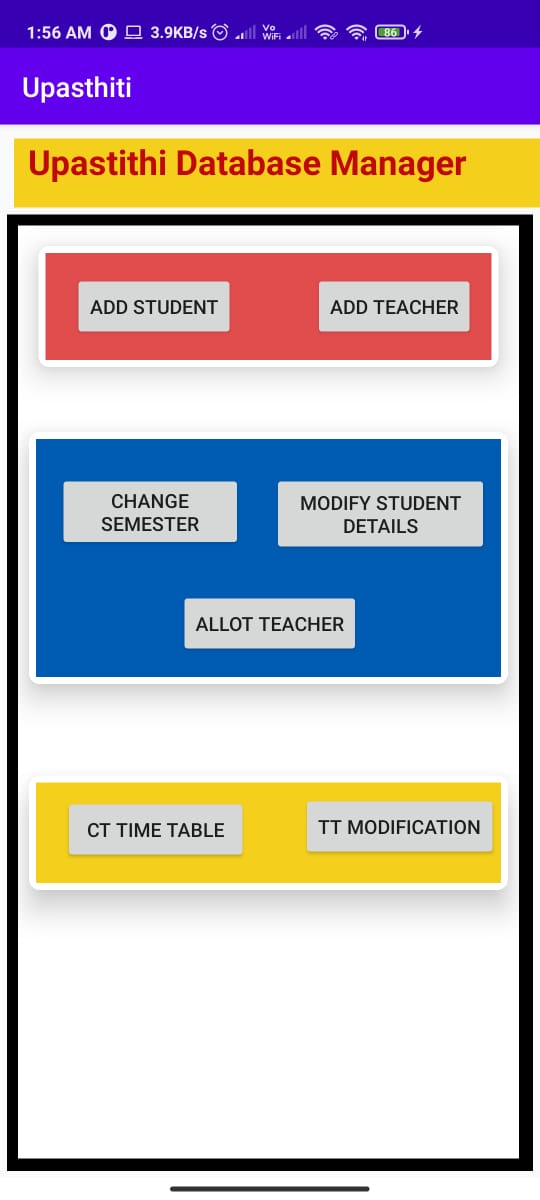 1:56 AM 3.9KB/s Vo WiFi 86
Upasthiti
Upastithi Database Manager
ADD STUDENT ADD TEACHER
CHANGE
SEMESTER
MODIFY STUDENT
DETAILS
ALLOT TEACHER
CT TIME TABLE TT MODIFICATION